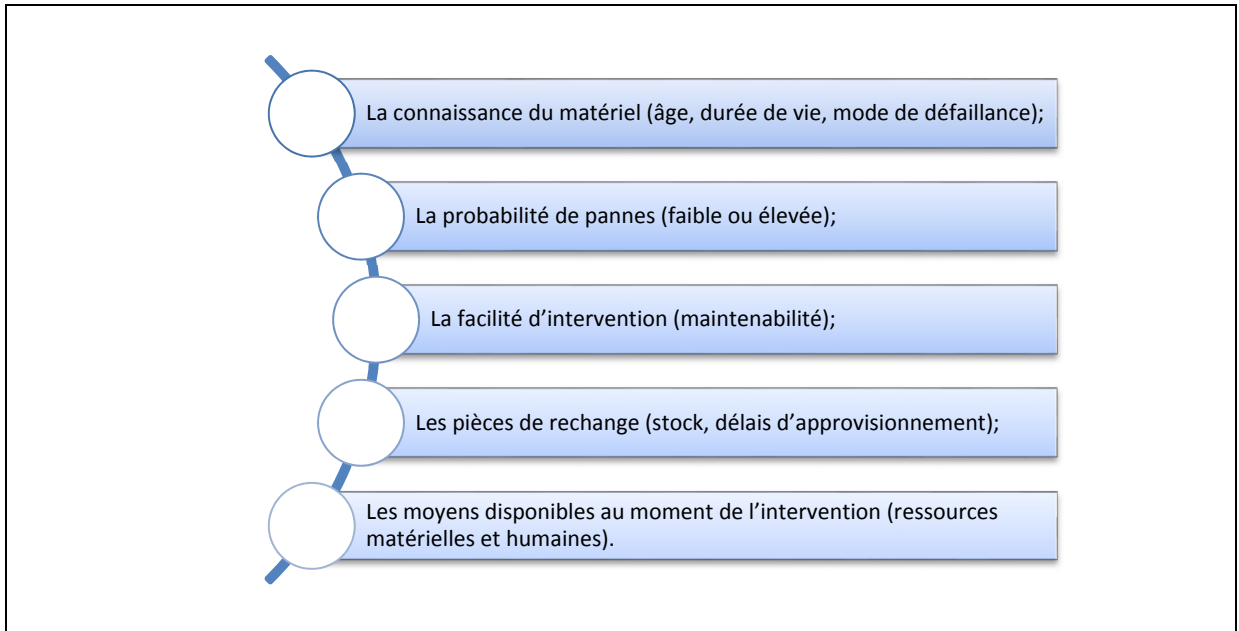 La connaissance du matériel (âge, durée de vie, mode de défaillance);
La probabilité de pannes (faible ou élevée);
La facilité d’intervention (maintenabilité);
Les pièces de rechange (stock, délais d’approvisionnement);
Les moyens disponibles au moment de l’intervention (ressources
matérielles et humaines).